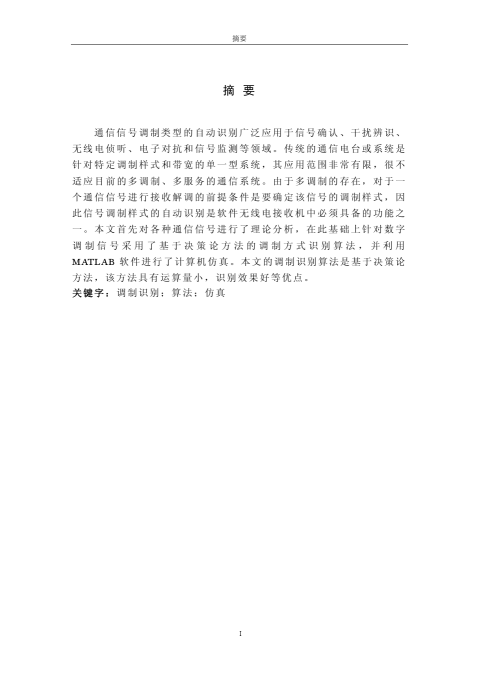 摘要
摘 要
通信信号调制类型的自动识别广泛应用于信号确认、干扰辨识、
无线电侦听、电子对抗和信号监测等领域。传统的通信电台或系统是
针对特定调制样式和带宽的单一型系统，其应用范围非常有限，很不
适应目前的多调制、多服务的通信系统。由于多调制的存在，对于一
个通信信号进行接收解调的前提条件是要确定该信号的调制样式，因
此信号调制样式的自动识别是软件无线电接收机中必须具备的功能之
一。本文首先对各种通信信号进行了理论分析，在此基础上针对数字
调制信号采用了基于决策论方法的调制方式识别算法，并利用
MATLAB 软件进行了计算机仿真。本文的调制识别算法是基于决策论
方法，该方法具有运算量小，识别效果好等优点。
关键字：调制识别；算法；仿真
I